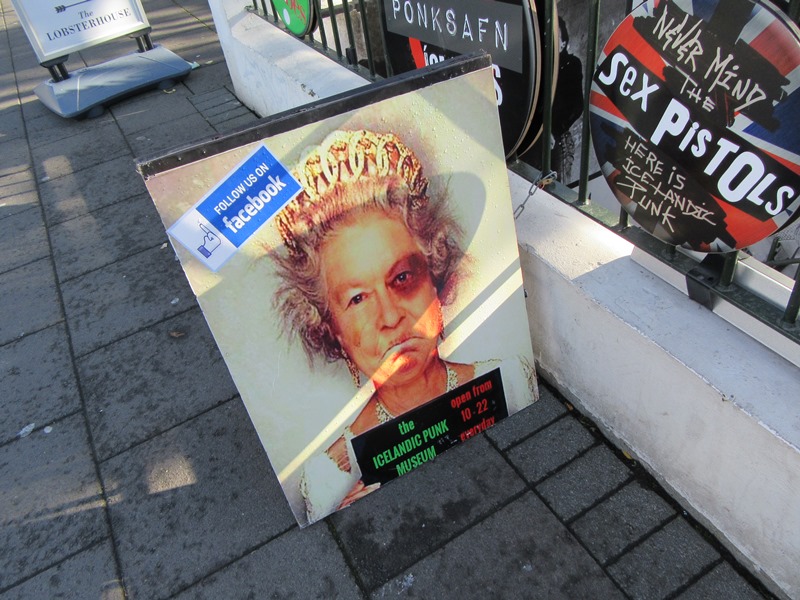 The
LOBSTERHOUSE
PONKSAFN
NEVER MIND
THE
Sex PiSTOLS
HERE IS
ICELANDIC
PUNK
FOLLOW US ON
facebook
open from
10 - 22
everyday
the
ICELANDIC PUNK
MUSEUM